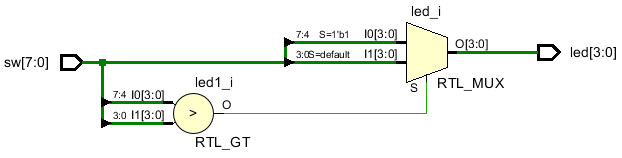 led_i
7:4 S=1'b1 I0[3:0]
3:0 S=default I1[3:0]
O[3:0]
sw[7:0]
led[3:0]
S
RTL_MUX
led1_i
7:4 I0[3:0]
3:0 I1[3:0]
>
O
RTL_GT